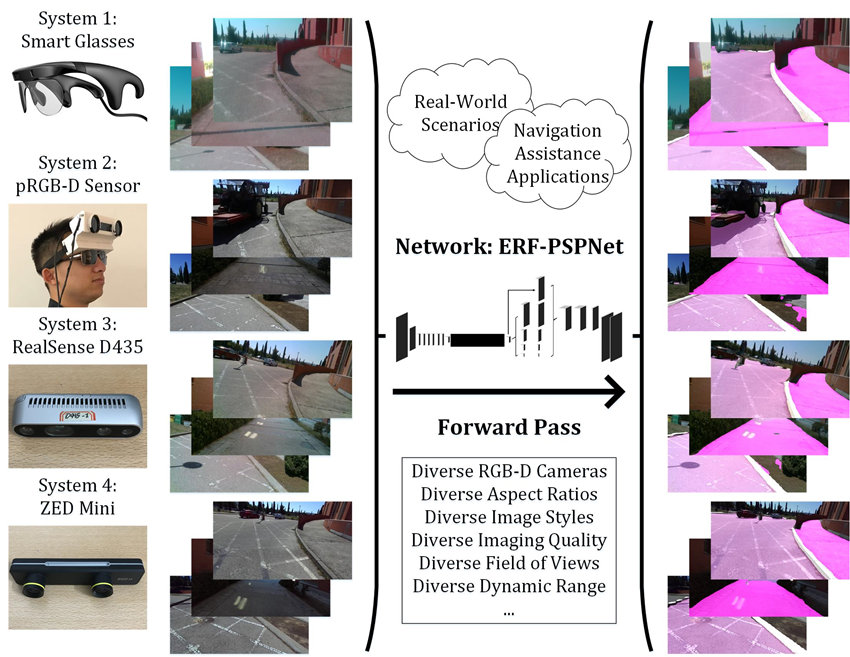 System 1:
Smart Glasses
System 2:
pRGB-D Sensor
System 3:
RealSense D435
System 4:
ZED Mini
Real-World
Scenarios
Navigation
Assistance
Applications
Network: ERF-PSPNet
Forward Pass
Diverse RGB-D Cameras
Diverse Aspect Ratios
Diverse Image Styles
Diverse Imaging Quality
Diverse Field of Views
Diverse Dynamic Range
...